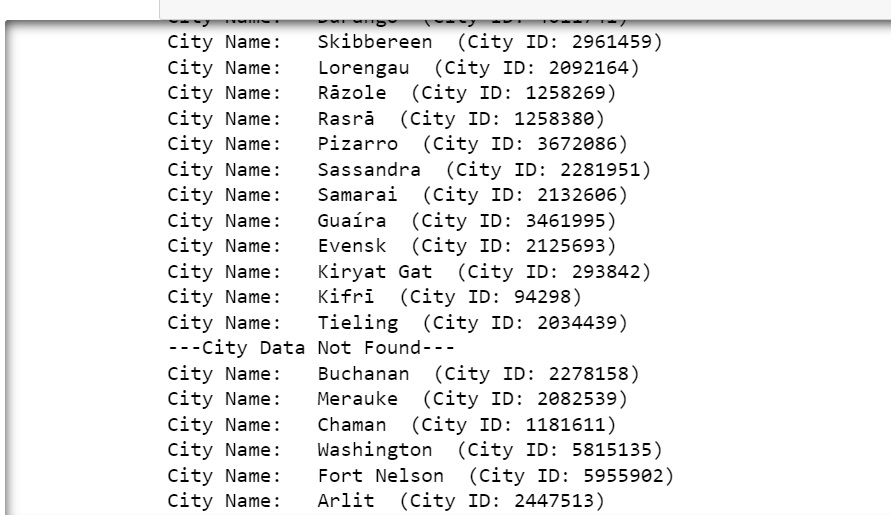 City Name:   Durango  (City ID: 4011741)
City Name:   Skibbereen  (City ID: 2961459)
City Name:   Lorengau  (City ID: 2092164)
City Name:   Rāzole  (City ID: 1258269)
City Name:   Rasrā  (City ID: 1258380)
City Name:   Pizarro  (City ID: 3672086)
City Name:   Sassandra  (City ID: 2281951)
City Name:   Samarai  (City ID: 2132606)
City Name:   Guaíra  (City ID: 3461995)
City Name:   Evensk  (City ID: 2125693)
City Name:   Kiryat Gat  (City ID: 293842)
City Name:   Kifrī  (City ID: 94298)
City Name:   Tieling  (City ID: 2034439)
---City Data Not Found---
City Name:   Buchanan  (City ID: 2278158)
City Name:   Merauke  (City ID: 2082539)
City Name:   Chaman  (City ID: 1181611)
City Name:   Washington  (City ID: 5815135)
City Name:   Fort Nelson  (City ID: 5955902)
City Name:   Arlit  (City ID: 2447513)